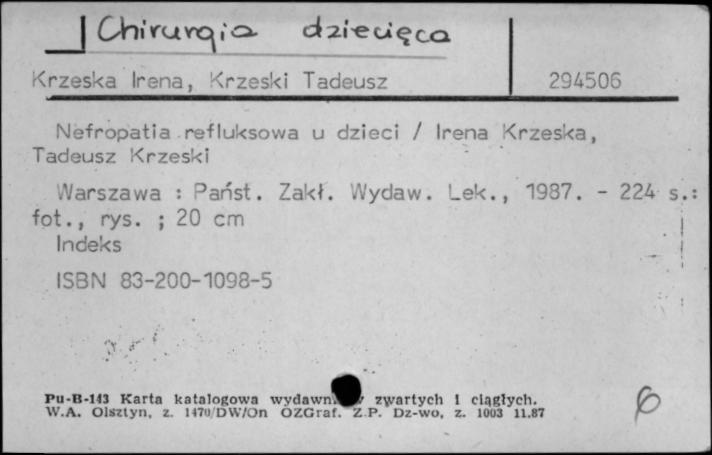 Chirurgia dziecięca
Krzeska Irena, Krzeski Tadeusz 294506
Nefropatia refluksowa u dzieci / Irena Krzeska,
Tadeusz Krzeski
Warszawa : Państ. Zakł. Wydaw. Lek., 1987. - 224 s.:
fot., rys. ; 20 cm
Indeks
ISBN 83-200-1098-5
Pu-B-143 Karta katalogowa wydawn zwartych i ciągłych.
W.A. Olsztyn, z. 1470/DW/On OZGraf. Z.P. Dz-wo, z. 1003 11.87